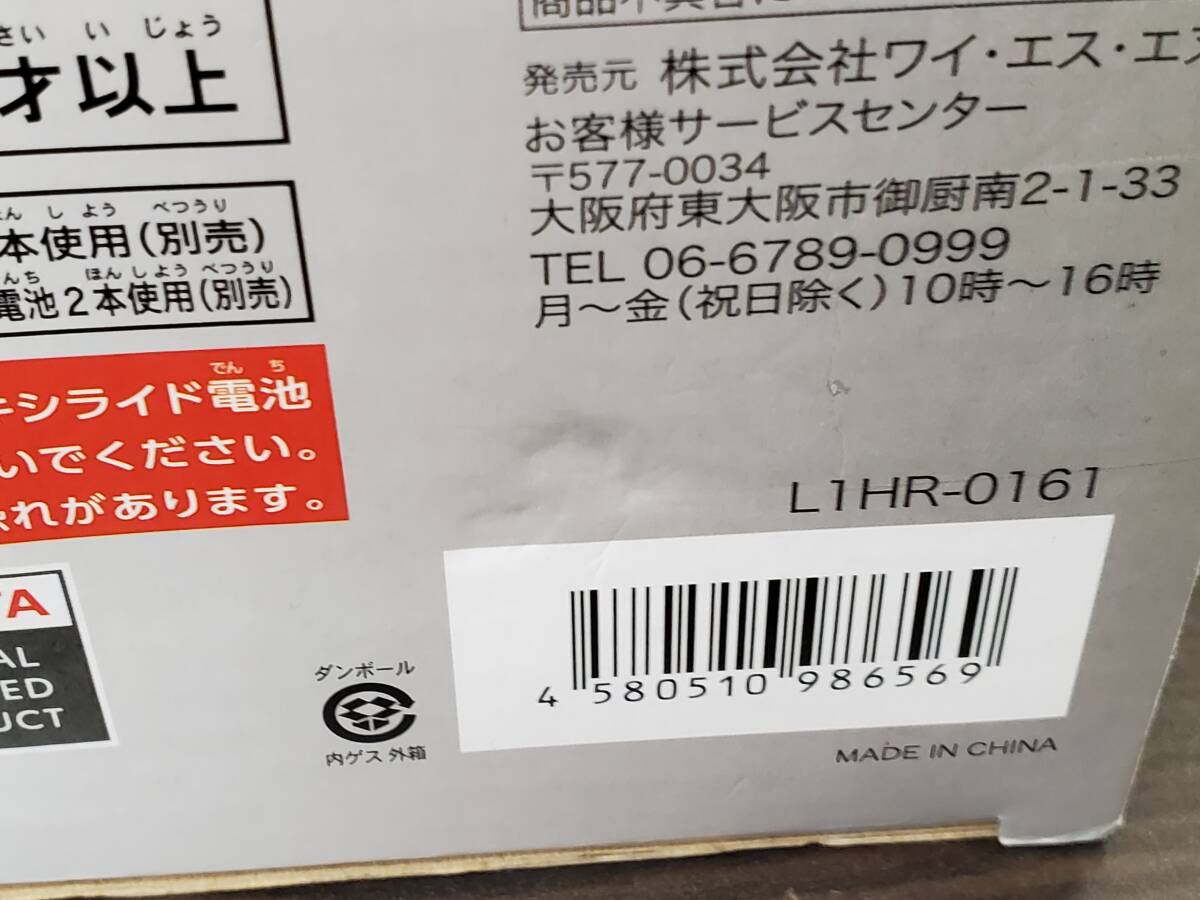 さい い じょう
才以上
ほん し よう べつうり
本使用(別売)
ほん し よう べつうり
電池2本使用(別売)
でん ち
キシライド電池
いでください。
れがあります。
AL
ED
UCT
発売元 株式会社ワイ・エス・エヌ
お客様サービスセンター
〒577-0034
大阪府東大阪市御厨南2-1-33
TEL 06-6789-0999
月～金(祝日除く)10時～16時
L1HR-0161
4 580510 986569
ダンボール
内ゲス 外箱
MADE IN CHINA